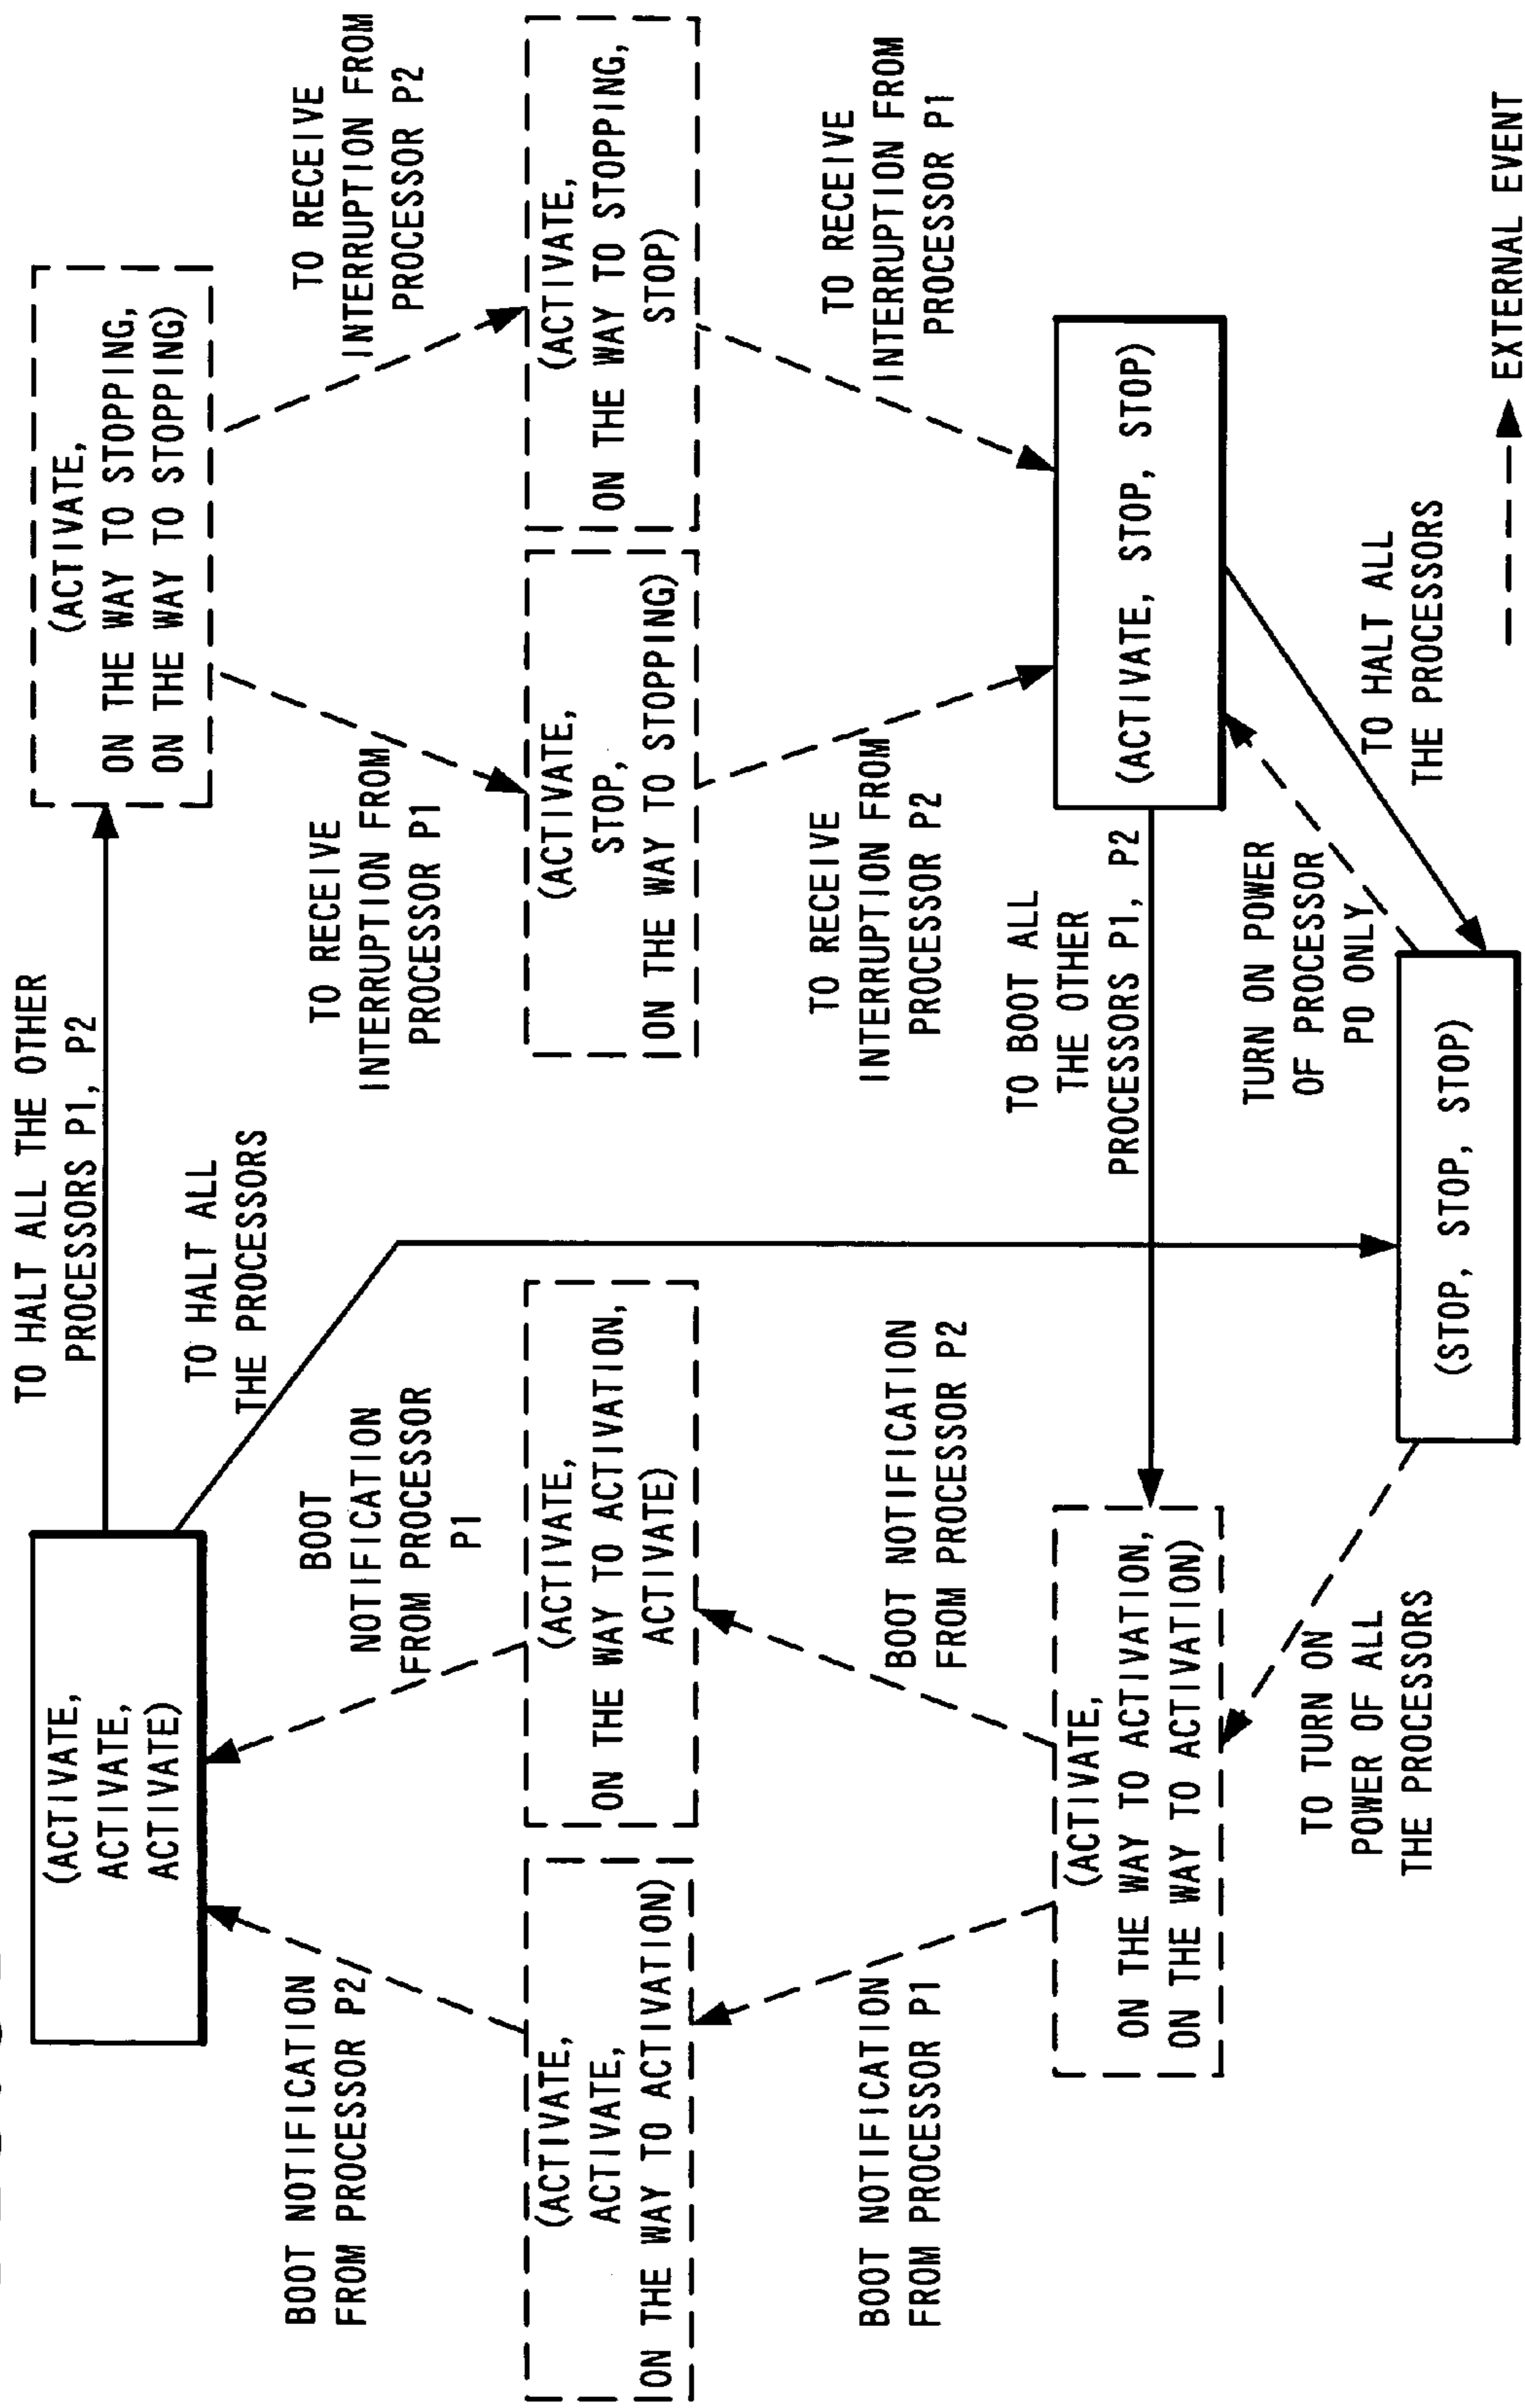 (ACTIVATE,
ACTIVATE,
ACTIVATE)
TO HALT ALL THE OTHER
PROCESSORS P1, P2
TO HALT ALL
THE PROCESSORS
(ACTIVATE,
ON THE WAY TO STOPPING,
ON THE WAY TO STOPPING)
BOOT NOTIFICATION
FROM PROCESSOR P2
BOOT
NOTIFICATION
FROM PROCESSOR
P1
TO RECEIVE
INTERRUPTION FROM
PROCESSOR P1
TO RECEIVE
INTERRUPTION FROM
PROCESSOR P2
(ACTIVATE,
ACTIVATE,
ON THE WAY TO ACTIVATION)
(ACTIVATE,
ON THE WAY TO ACTIVATION,
ACTIVATE)
(ACTIVATE,
STOP,
ON THE WAY TO STOPPING)
(ACTIVATE,
ON THE WAY TO STOPPING,
STOP)
BOOT NOTIFICATION
FROM PROCESSOR P1
BOOT NOTIFICATION
FROM PROCESSOR P2
TO RECEIVE
INTERRUPTION FROM
PROCESSOR P2
TO RECEIVE
INTERRUPTION FROM
PROCESSOR P1
(ACTIVATE,
ON THE WAY TO ACTIVATION,
ON THE WAY TO ACTIVATION)
TO BOOT ALL
THE OTHER
PROCESSORS P1, P2
(ACTIVATE, STOP, STOP)
TO TURN ON
POWER OF ALL
THE PROCESSORS
TURN ON POWER
OF PROCESSOR
P0 ONLY
TO HALT ALL
THE PROCESSORS
(STOP, STOP, STOP)
EXTERNAL EVENT